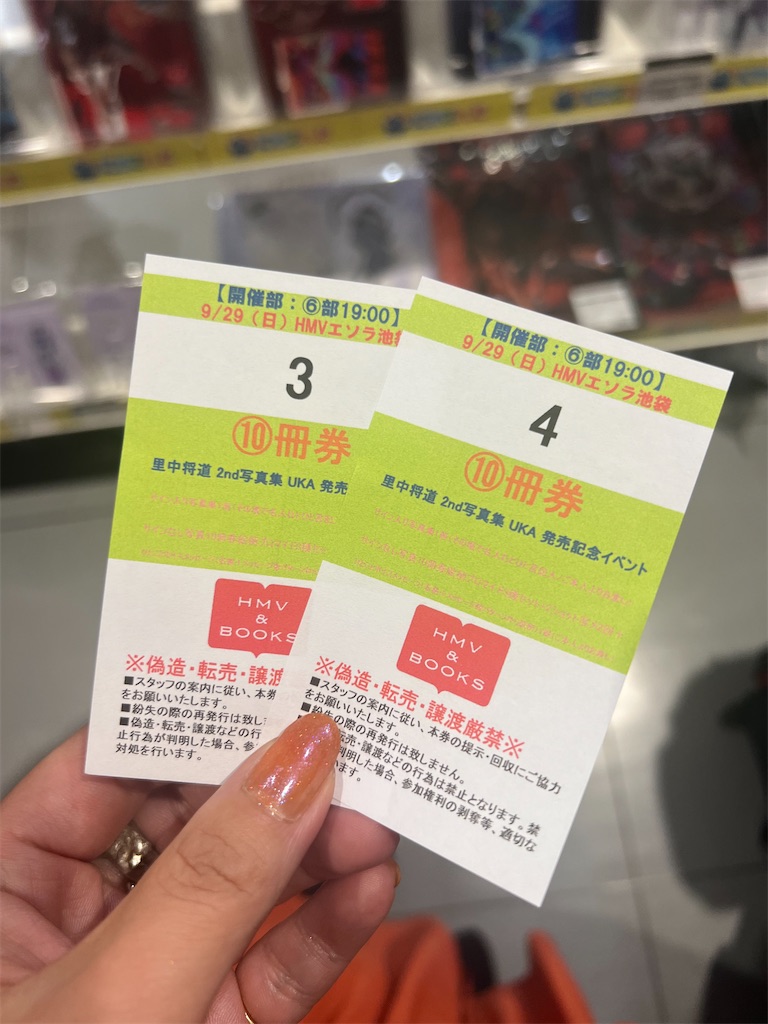 【開催部：⑥部19:00】
9/29（日）HMVエソラ池袋
3
⑩冊券
里中将道 2nd写真集 UKA 発売
HMV
&
BOOKS
※偽造・転売・譲渡
■スタッフの案内に従い、本券
をお願いいたします。
■紛失の際の再発行は致し
■偽造・転売・譲渡などの行
止行為が判明した場合、参
対処を行います。
【開催部：⑥部19:00】
9/29（日）HMVエソラ池袋
4
⑩冊券
里中将道 2nd写真集 UKA 発売記念イベント
HMV
&
BOOKS
※偽造・転売・譲渡厳禁※
■スタッフの案内に従い、本券の提示・回収にご協力
をお願いいたします。
■紛失の際の再発行は致しません。
転売・譲渡などの行為は禁止となります。禁
判明した場合、参加権利の剥奪等、適切な
います。